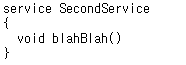 service SecondService
{
  void blahBlah()
}